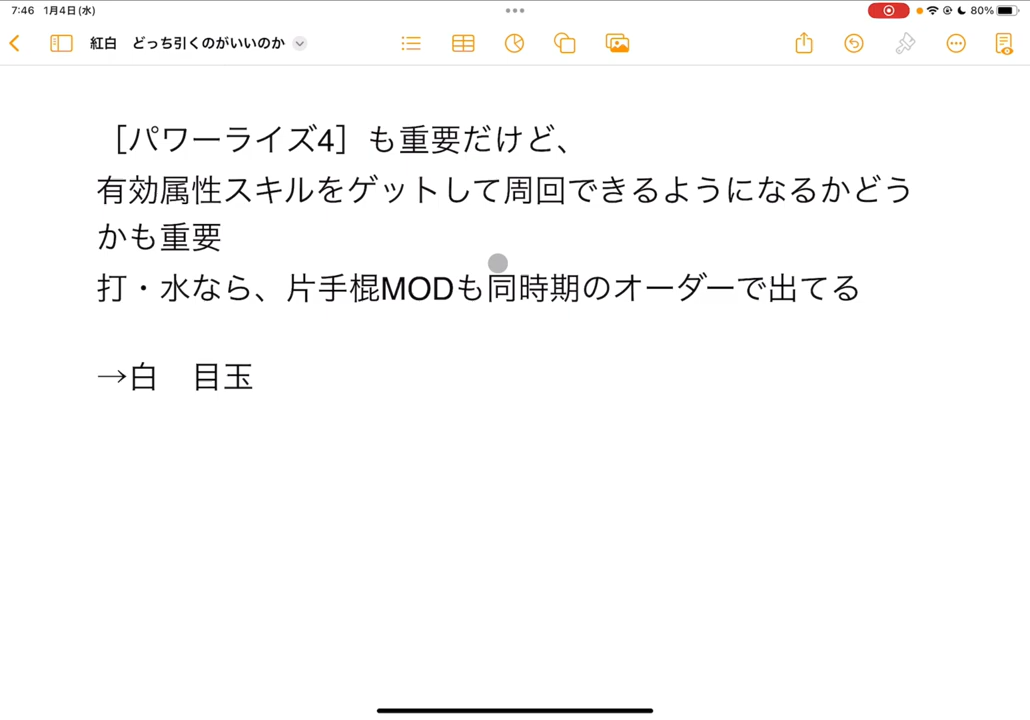 7:46 1月4日(水)
80%
紅白 どっち引くのがいいのか
［パワーライズ4］も重要だけど、
有効属性スキルをゲットして周回できるようになるかどう
かも重要
打・水なら、片手棍MODも同時期のオーダーで出てる
→白 目玉